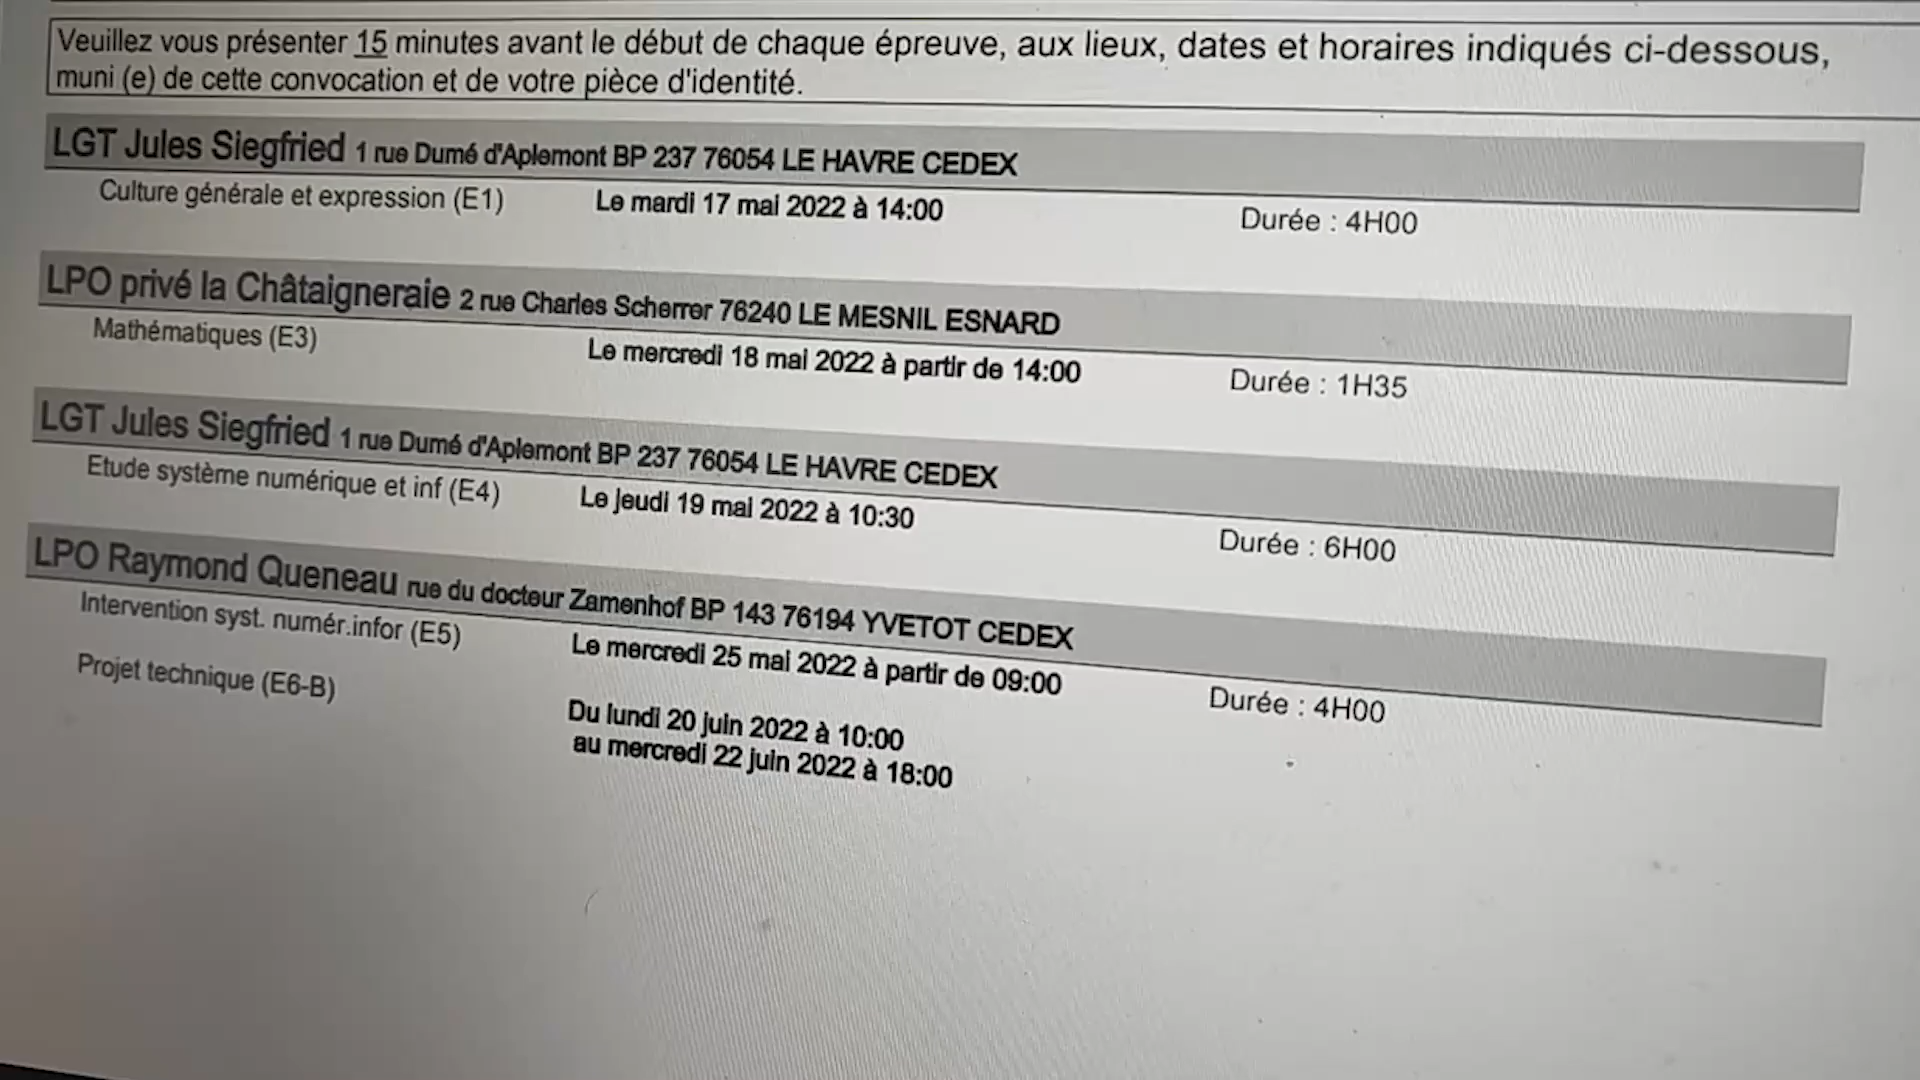 Veuillez vous présenter 15 minutes avant le début de chaque épreuve, aux lieux, dates et horaires indiqués ci-dessous,
muni (e) de cette convocation et de votre pièce d'identité.
LGT Jules Siegfried 1 rue Dumé d'Aplemont BP 237 76054 LE HAVRE CEDEX
Culture générale et expression (E1) Le mardi 17 mai 2022 à 14:00 Durée : 4H00
LPO privé la Châtaigneraie 2 rue Charles Scherrer 76240 LE MESNIL ESNARD
Mathématiques (E3) Le mercredi 18 mai 2022 à partir de 14:00 Durée : 1H35
LGT Jules Siegfried 1 rue Dumé d'Aplemont BP 237 76054 LE HAVRE CEDEX
Etude système numérique et inf (E4) Le jeudi 19 mai 2022 à 10:30 Durée : 6H00
LPO Raymond Queneau rue du docteur Zamenhof BP 143 76194 YVETOT CEDEX
Intervention syst. numér.infor (E5) Le mercredi 25 mai 2022 à partir de 09:00 Durée : 4H00
Projet technique (E6-B) Du lundi 20 juin 2022 à 10:00
au mercredi 22 juin 2022 à 18:00